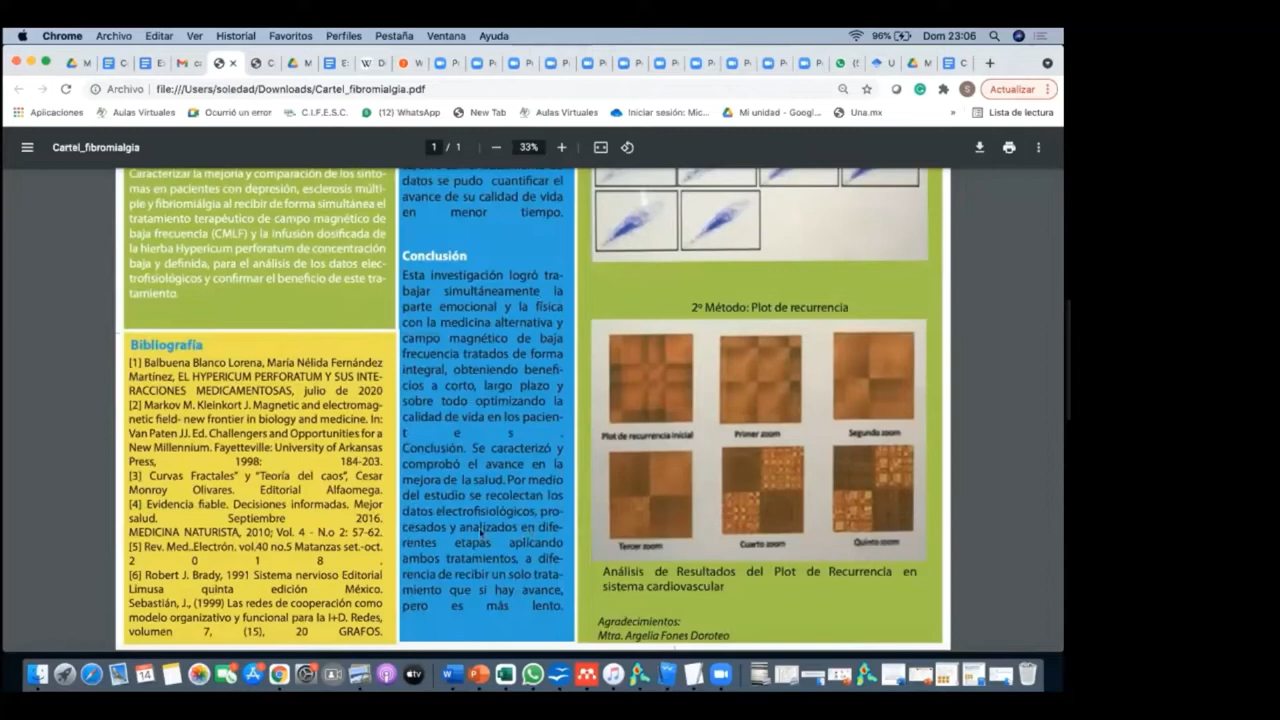 Chrome Archivo Editar Ver Historial Favoritos Perfiles Pestaña Ventana Ayuda 96% Dom 23:06
Archivo file:///Users/soledad/Downloads/Cartel_fibromialgia.pdf Actualizar
Aplicaciones Aulas Virtuales Ocurrió un error C.I.F.E.S.C. (12) WhatsApp New Tab Aulas Virtuales Iniciar sesión: Mic... Mi unidad - Googl... Una.mx » Lista de lectura
Cartel_fibromialgia 1 / 1 33%
Caracterizar la mejoría y comparación de los sínto-
mas en pacientes con depresión, esclerosis múlti-
ple y fibriomiálgia al recibir de forma simultánea el
tratamiento terapéutico de campo magnético de
baja frecuencia (CMLF) y la infusión dosificada de
la hierba Hypericum perforatum de concentración
baja y definida, para el análisis de los datos elec-
trofisiológicos y confirmar el beneficio de este tra-
tamiento.
Bibliografía
[1] Balbuena Blanco Lorena, María Nélida Fernández
Martínez, EL HYPERICUM PERFORATUM Y SUS INTE-
RACCIONES MEDICAMENTOSAS, julio de 2020
[2] Markov M. Kleinkort J. Magnetic and electromag-
netic field- new frontier in biology and medicine. In:
Van Paten JJ. Ed. Challengers and Opportunities for a
New Millennium. Fayetteville: University of Arkansas
Press, 1998: 184-203.
[3] Curvas Fractales" y "Teoría del caos", Cesar
Monroy Olivares. Editorial Alfaomega.
[4] Evidencia fiable. Decisiones informadas. Mejor
salud. Septiembre 2016.
MEDICINA NATURISTA, 2010; Vol. 4 - N.o 2: 57-62.
[5] Rev. Med..Electrón. vol.40 no.5 Matanzas set.-oct.
2 0 1 8 .
[6] Robert J. Brady, 1991 Sistema nervioso Editorial
Limusa quinta edición México.
Sebastián, J., (1999) Las redes de cooperación como
modelo organizativo y funcional para la I+D. Redes,
volumen 7, (15), 20 GRAFOS.
datos se pudo cuantificar el
avance de su calidad de vida
en menor tiempo.
Conclusión
Esta investigación logró tra-
bajar simultáneamente la
parte emocional y la física
con la medicina alternativa y
campo magnético de baja
frecuencia tratados de forma
integral, obteniendo benefi-
cios a corto, largo plazo y
sobre todo optimizando la
calidad de vida en los pacien-
t e s .
Conclusión. Se caracterizó y
comprobó el avance en la
mejora de la salud. Por medio
del estudio se recolectan los
datos electrofisiológicos, pro-
cesados y analizados en dife-
rentes etapas aplicando
ambos tratamientos, a dife-
rencia de recibir un solo trata-
miento que si hay avance,
pero es más lento.
2º Método: Plot de recurrencia
Plot de recurrencia inicial Primer zoom Segundo zoom
Tercer zoom Cuarto zoom Quinto zoom
Análisis de Resultados del Plot de Recurrencia en
sistema cardiovascular
Agradecimientos:
Mtra. Argelia Fones Doroteo